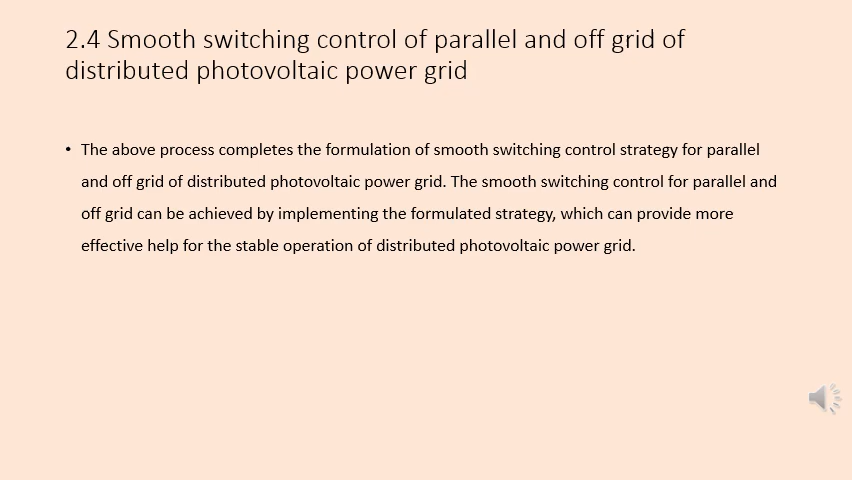 2.4 Smooth switching control of parallel and off grid of
distributed photovoltaic power grid
• The above process completes the formulation of smooth switching control strategy for parallel
and off grid of distributed photovoltaic power grid. The smooth switching control for parallel and
off grid can be achieved by implementing the formulated strategy, which can provide more
effective help for the stable operation of distributed photovoltaic power grid.